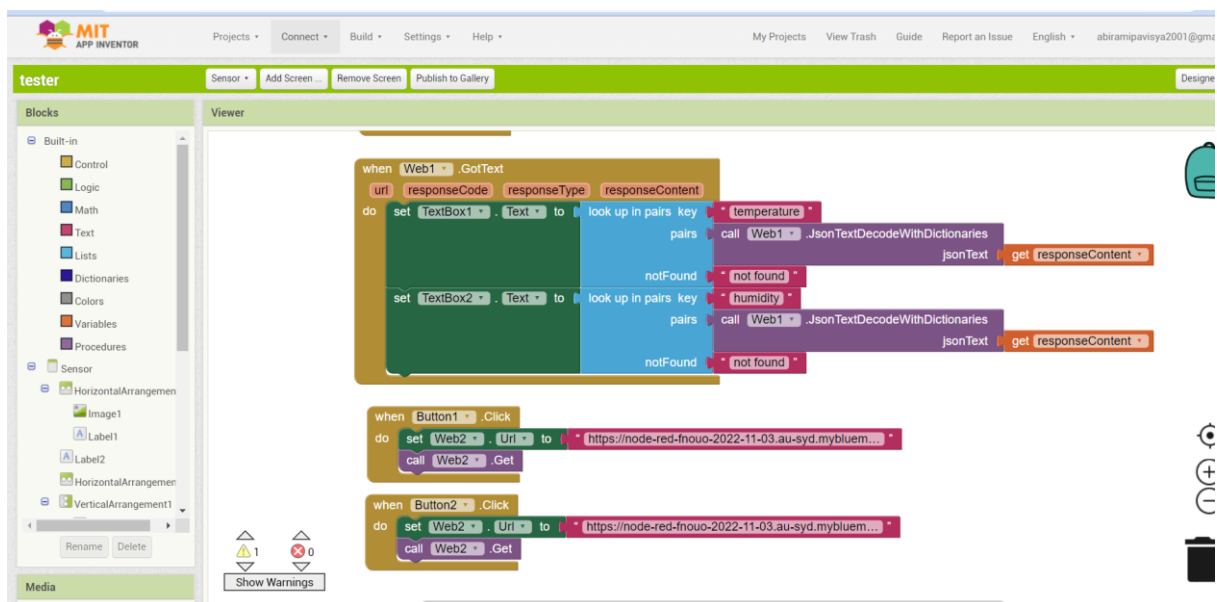 MIT
APP INVENTOR
Projects Connect Build Settings Help My Projects View Trash Guide Report an Issue English abiramipavisya2001@gma
tester Sensor Add Screen ... Remove Screen Publish to Gallery Designe
Blocks
Viewer
Built-in
Control
Logic
Math
Text
Lists
Dictionaries
Colors
Variables
Procedures
Sensor
HorizontalArrangemen
Image1
A Label1
A Label2
HorizontalArrangemen
VerticalArrangement1
Rename Delete
Media
when Web1 .GotText
url responseCode responseType responseContent
do set TextBox1 . Text to look up in pairs key " temperature "
pairs call Web1 .JsonTextDecodeWithDictionaries
jsonText get responseContent
notFound " not found "
set TextBox2 . Text to look up in pairs key " humidity "
pairs call Web1 .JsonTextDecodeWithDictionaries
jsonText get responseContent
notFound " not found "
when Button1 .Click
do set Web2 . Url to " https://node-red-fnouo-2022-11-03.au-syd.mybluem... "
call Web2 .Get
when Button2 .Click
do set Web2 . Url to " https://node-red-fnouo-2022-11-03.au-syd.mybluem... "
call Web2 .Get
1 0
Show Warnings